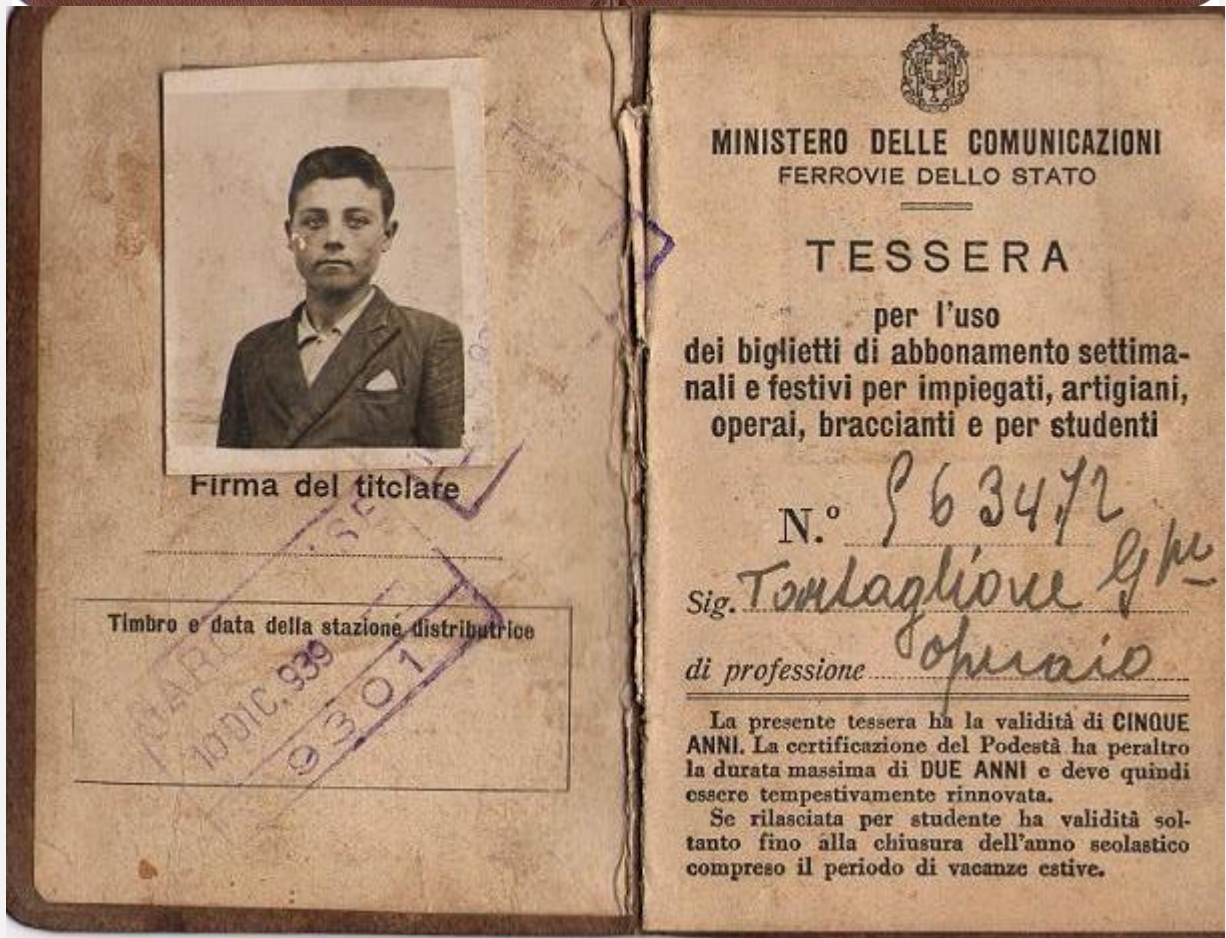 Firma del titolare
Timbro e data della stazione distributrice
10 DIC. 939
9301
MINISTERO DELLE COMUNICAZIONI
FERROVIE DELLO STATO
TESSERA
per l'uso
dei biglietti di abbonamento settima-
nali e festivi per impiegati, artigiani,
operai, braccianti e per studenti
N.º 963472
Sig. Tartaglione Gpe
di professione operaio
La presente tessera ha la validità di CINQUE
ANNI. La certificazione del Podestà ha peraltro
la durata massima di DUE ANNI e deve quindi
essere tempestivamente rinnovata.
Se rilasciata per studente ha validità sol-
tanto fino alla chiusura dell'anno scolastico
compreso il periodo di vacanze estive.